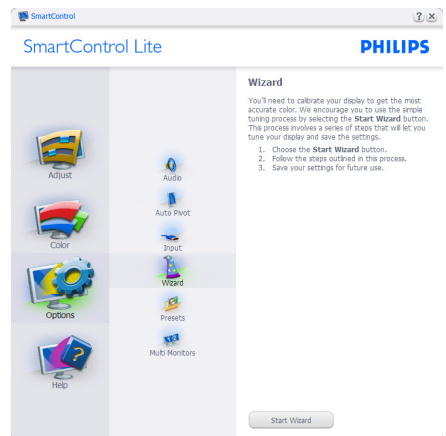 SmartControl
? x
SmartControl Lite
PHILIPS
Adjust
Color
Options
Help
Audio
Auto Pivot
Input
Wizard
Presets
Multi Monitors
Wizard
You'll need to calibrate your display to get the most
accurate color. We encourage you to use the simple
tuning process by selecting the Start Wizard button.
This process involves a series of steps that will let you
tune your display and save the settings.
1. Choose the Start Wizard button.
2. Follow the steps outlined in this process.
3. Save your settings for future use.
Start Wizard